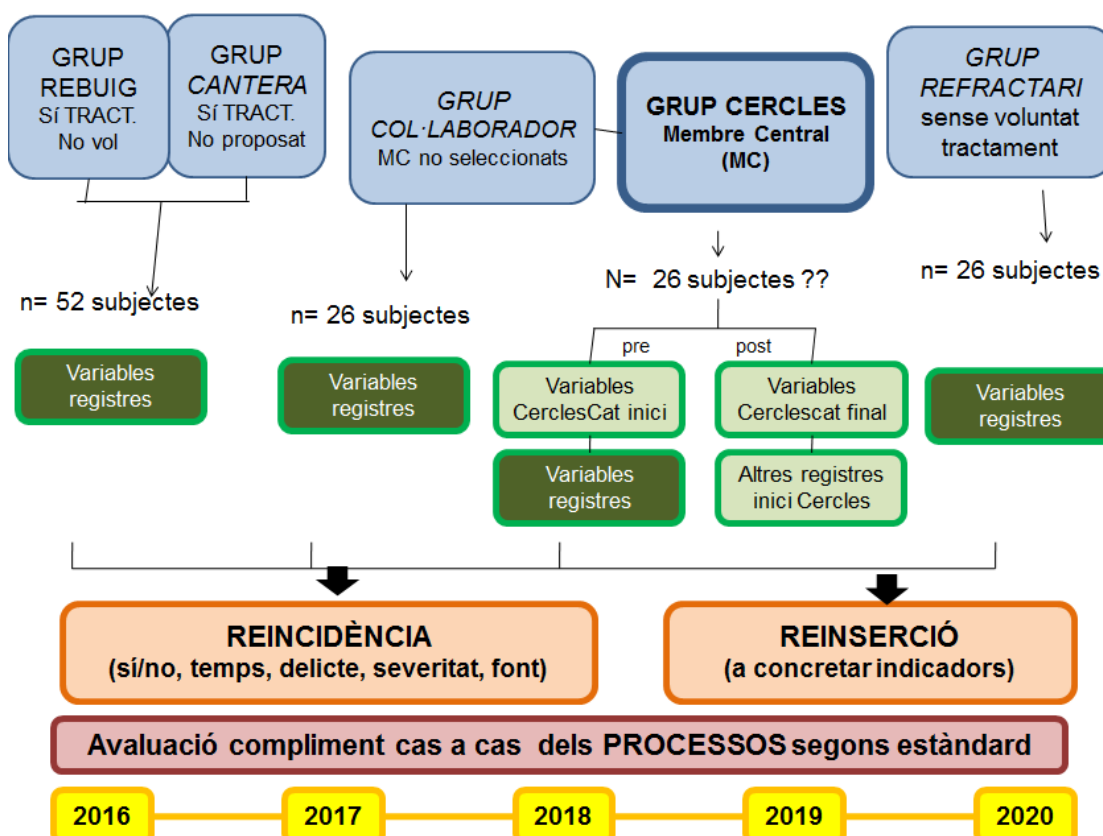 GRUP
REBUIG
Sí TRACT.
No vol
GRUP
CANTERA
Sí TRACT.
No proposat
GRUP
COL·LABORADOR
MC no seleccionats
GRUP CERCLES
Membre Central
(MC)
GRUP
REFRACTARI
sense voluntat
tractament
n= 52 subjectes
n= 26 subjectes
N= 26 subjectes ??
n= 26 subjectes
pre
post
Variables
registres
Variables
registres
Variables
CerclesCat inici
Variables
Cerclescat final
Variables
registres
Variables
registres
Altres registres
inici Cercles
REINCIDÈNCIA
(sí/no, temps, delicte, severitat, font)
REINSERCIÓ
(a concretar indicadors)
Avaluació compliment cas a cas dels PROCESSOS segons estàndard
2016
2017
2018
2019
2020